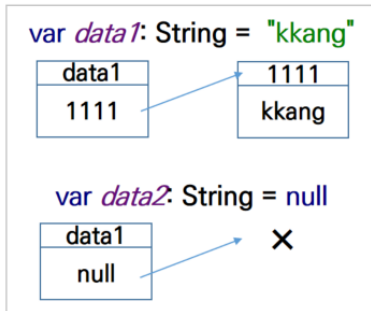 var data1: String = "kkang"
data1 1111
1111 kkang
var data2: String = null
data1
null